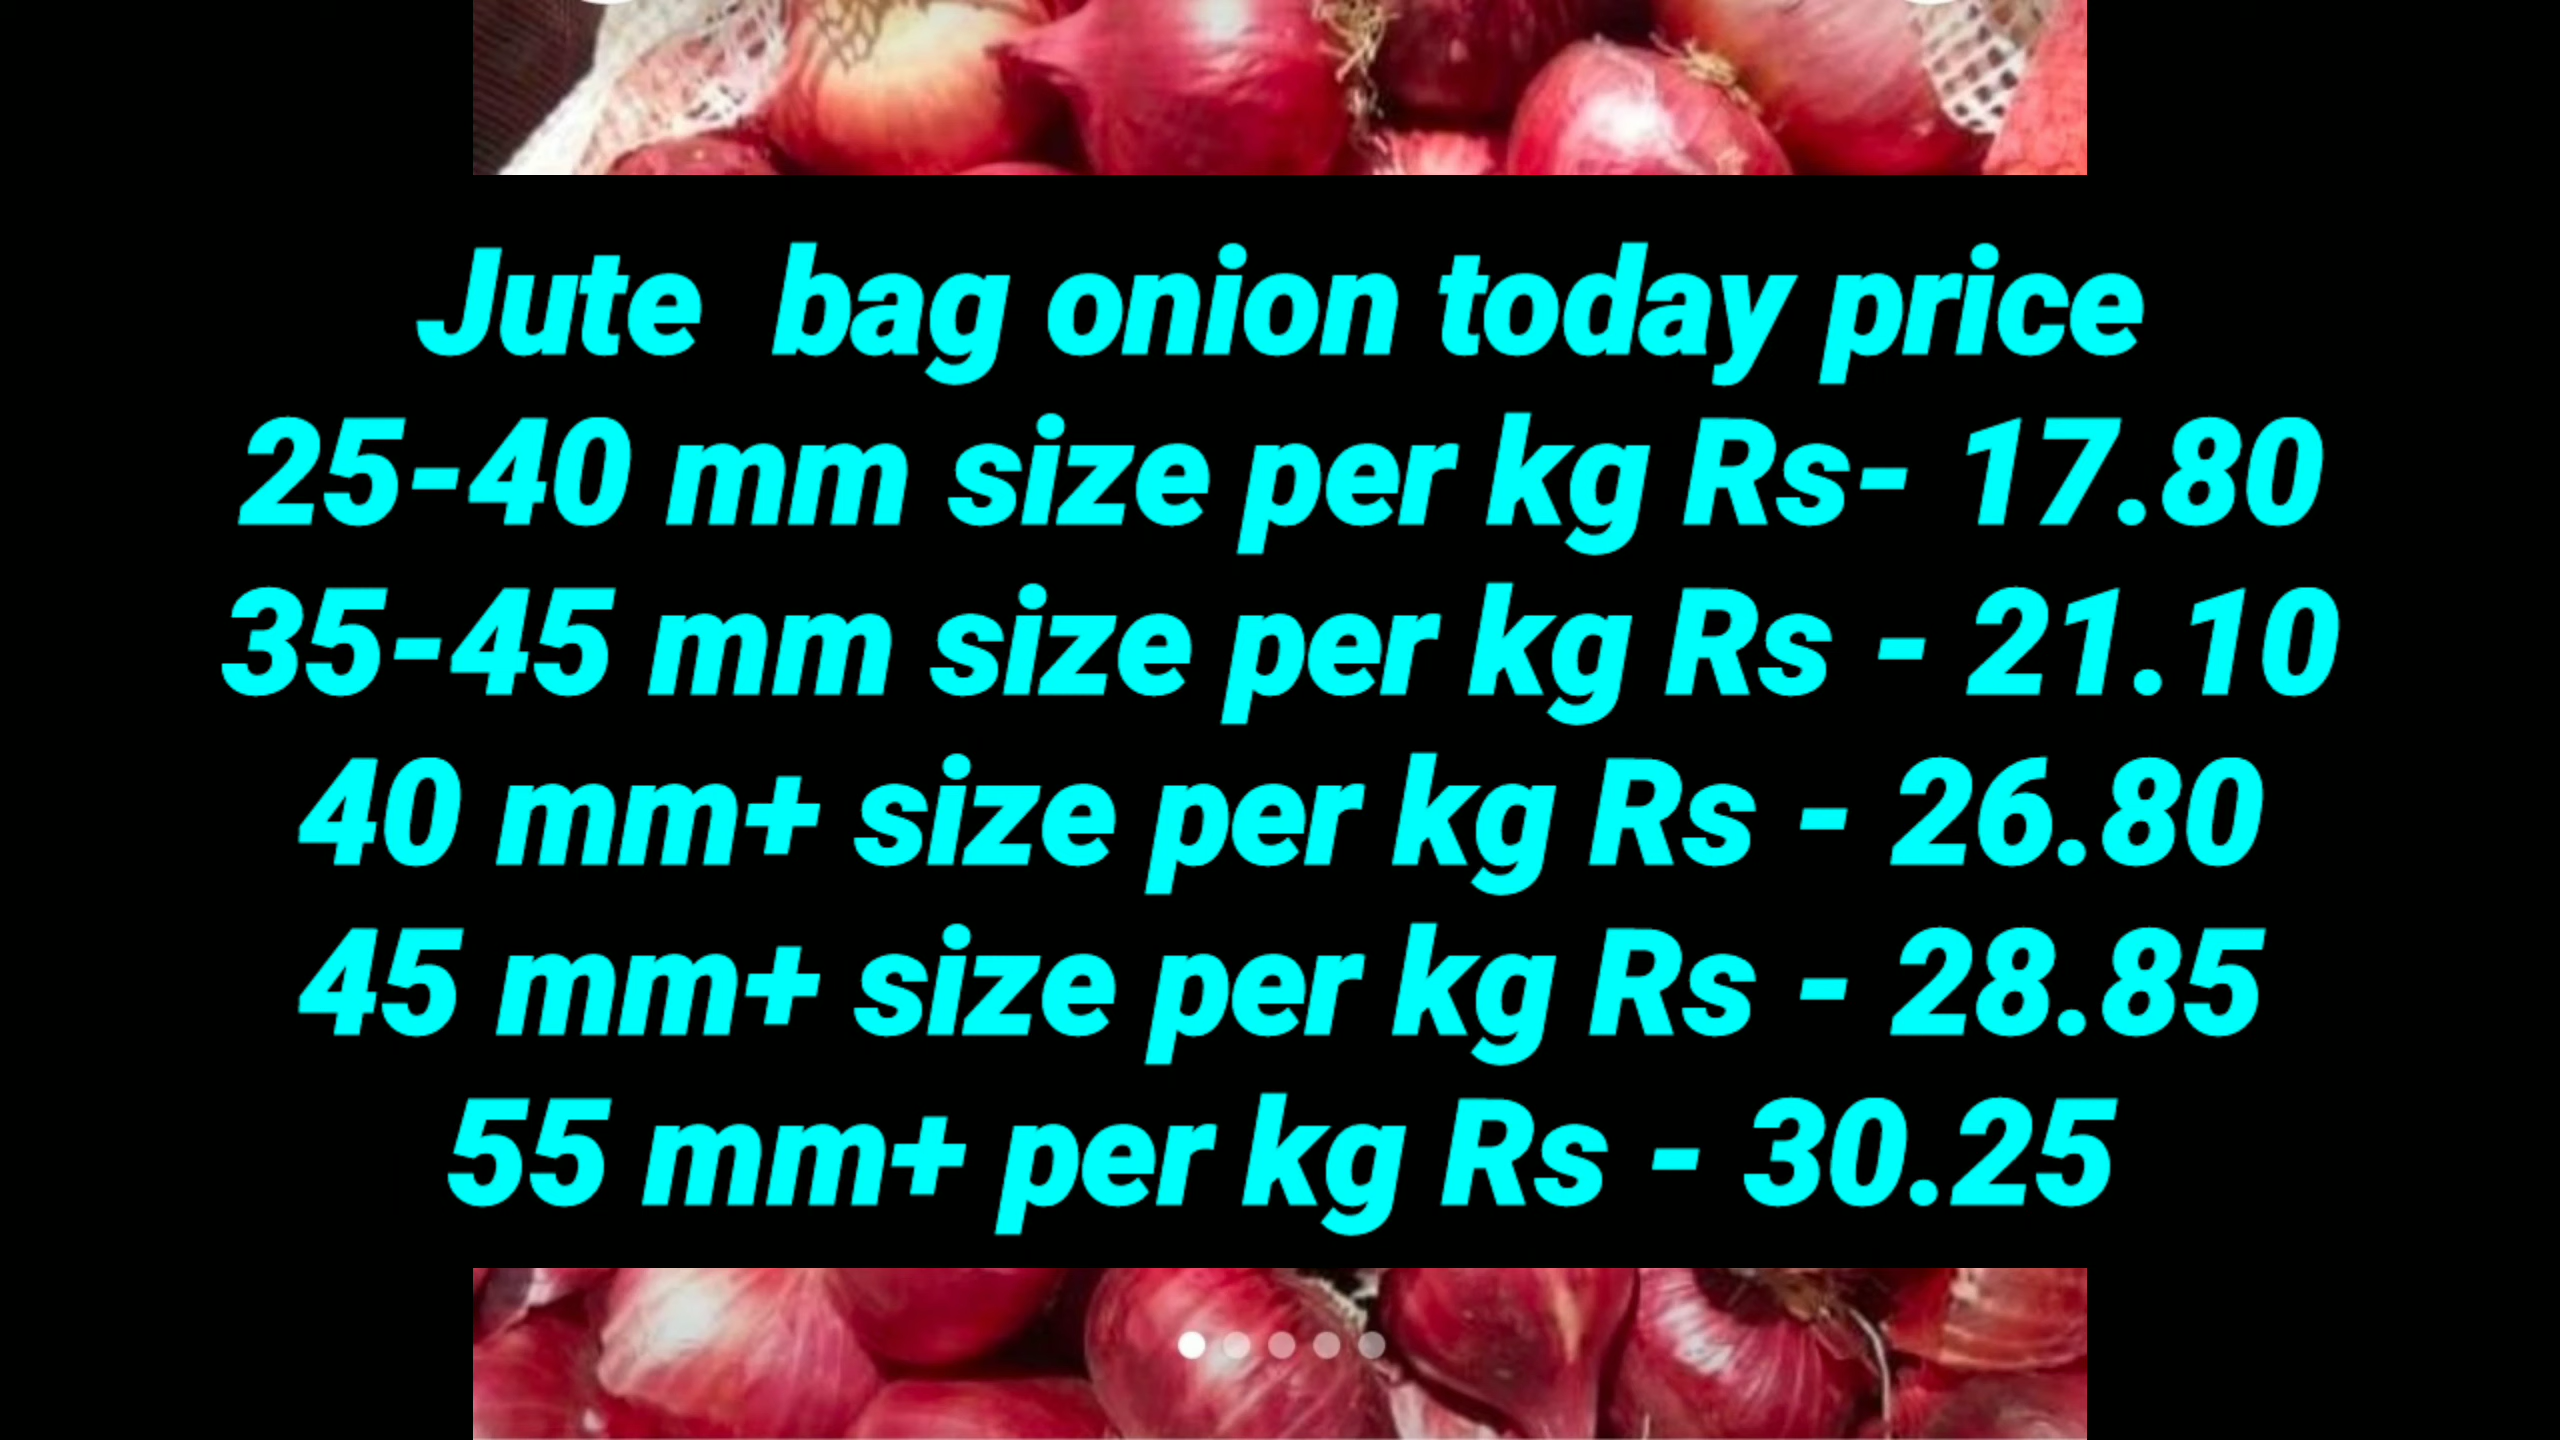 Jute  bag onion today price
25-40 mm size per kg Rs- 17.80
35-45 mm size per kg Rs - 21.10
40 mm+ size per kg Rs - 26.80
45 mm+ size per kg Rs - 28.85
55 mm+ per kg Rs - 30.25